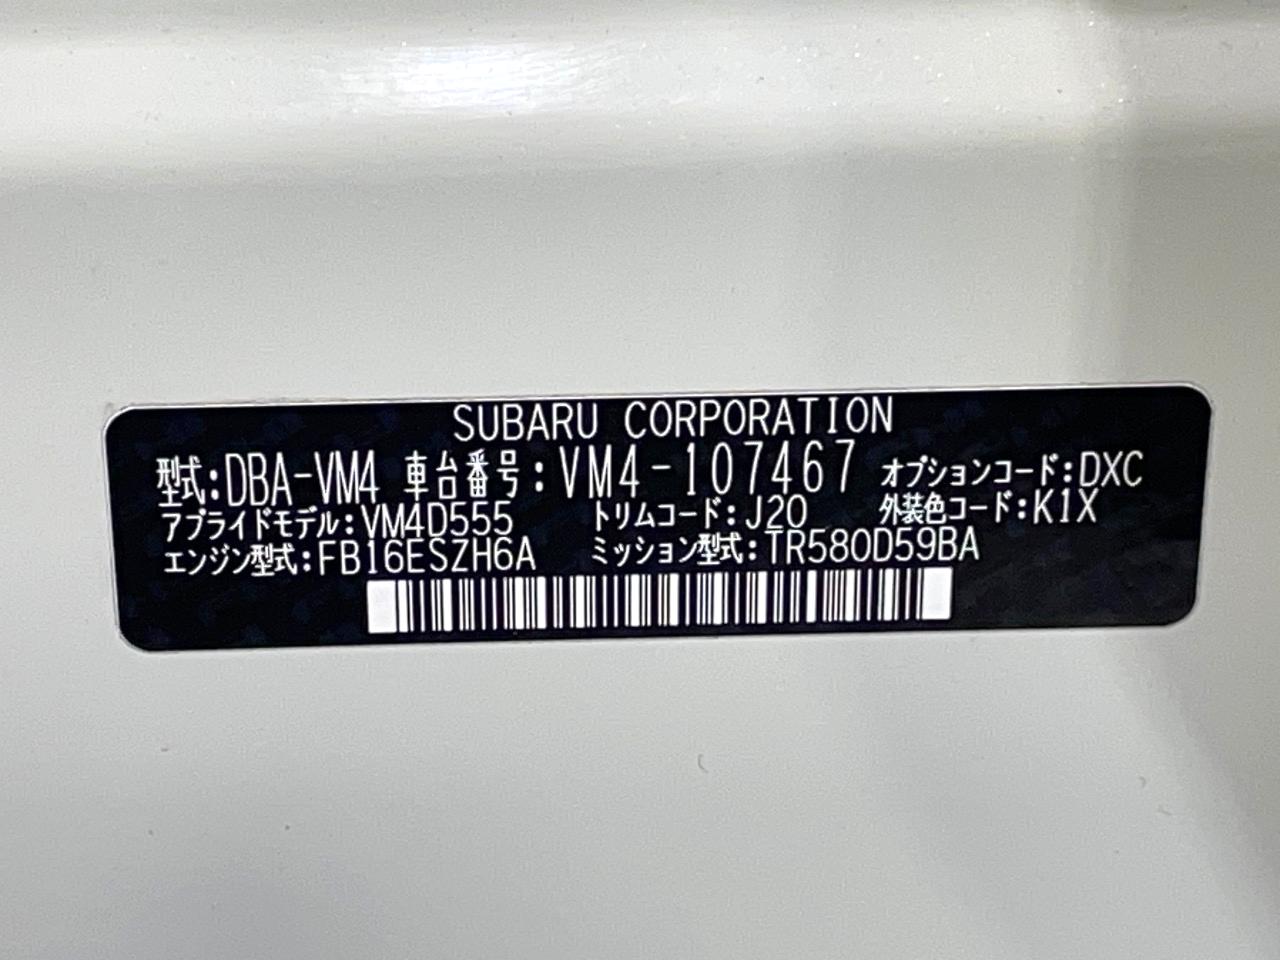 SUBARU CORPORATION
型式:DBA-VM4 車台番号:VM4-107467 オプションコード:DXC
アプライドモデル:VM4D555 トリムコード:J20 外装色コード:K1X
エンジン型式:FB16ESZH6A ミッション型式:TR580D59BA